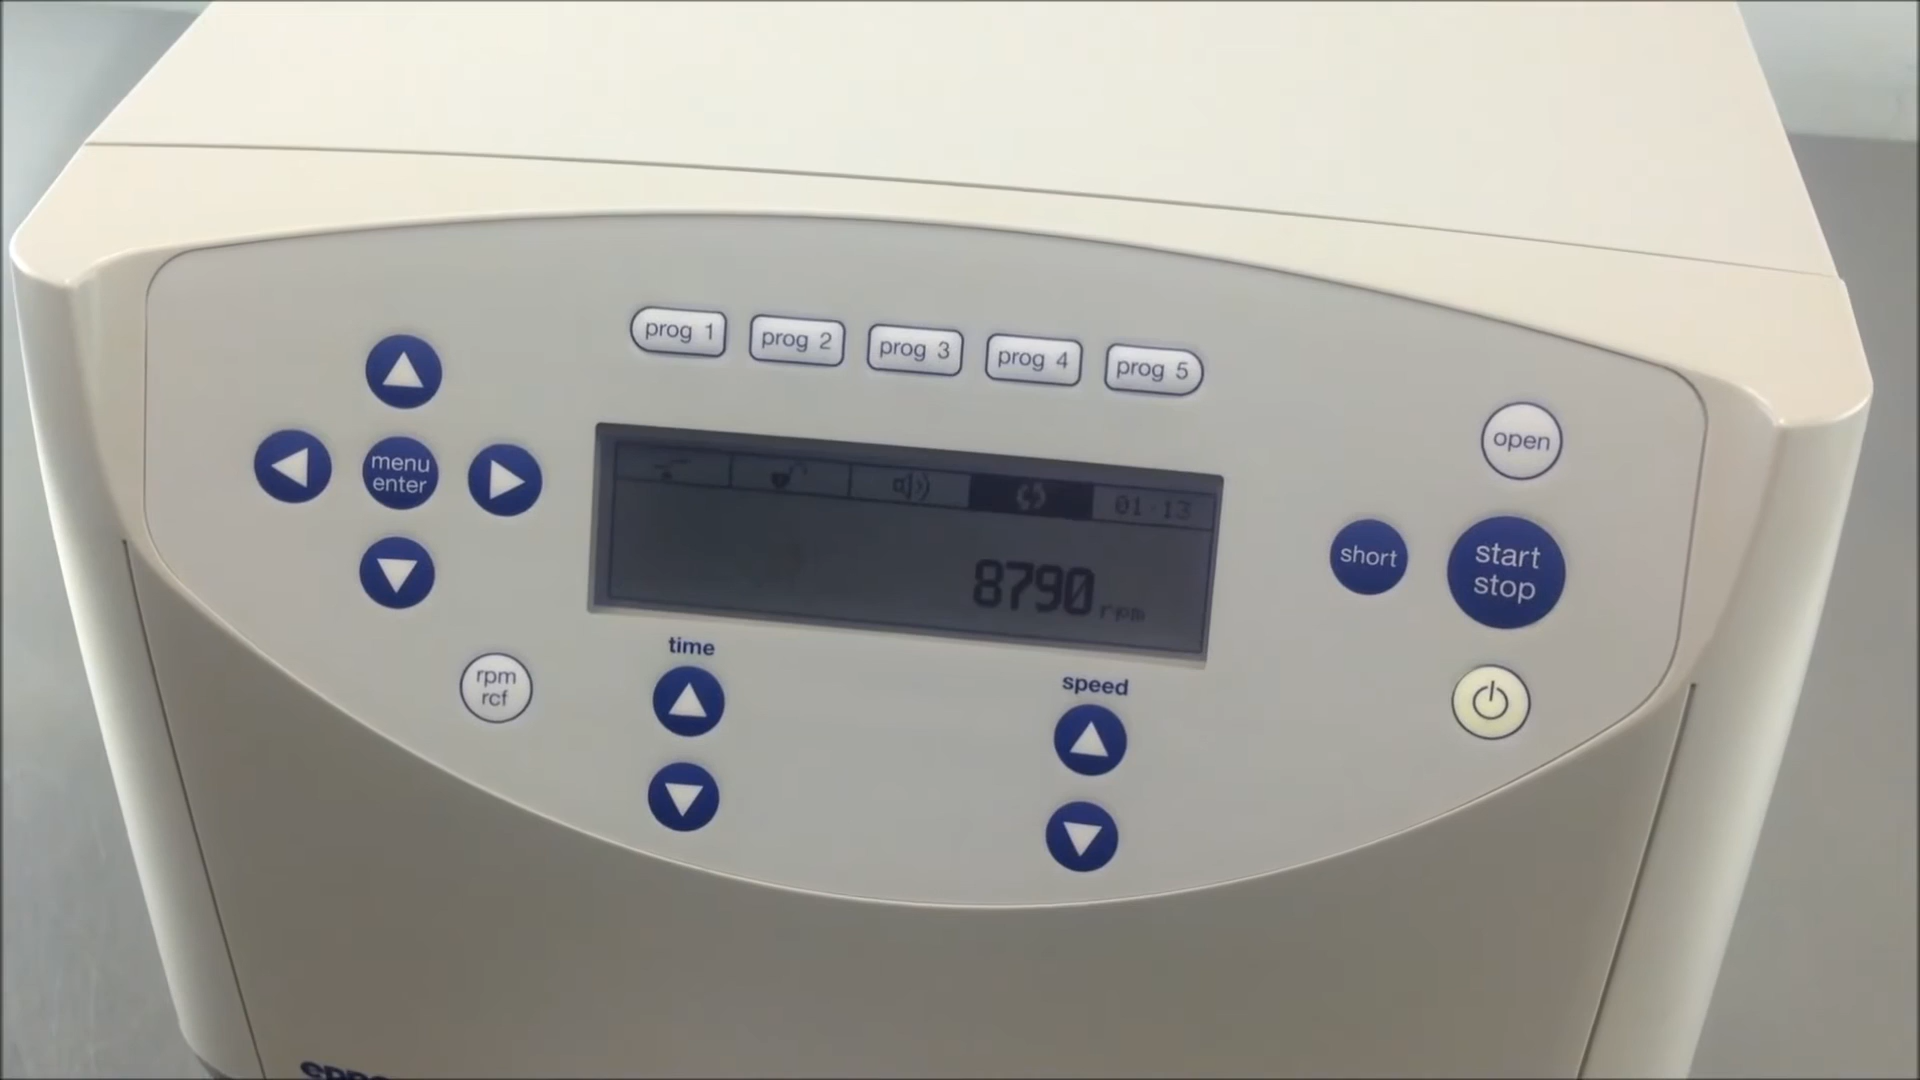 prog 1
prog 2
prog 3
prog 4
prog 5
open
menu
enter
01:13
8790 rpm
short
start
stop
time
rpm
rcf
speed